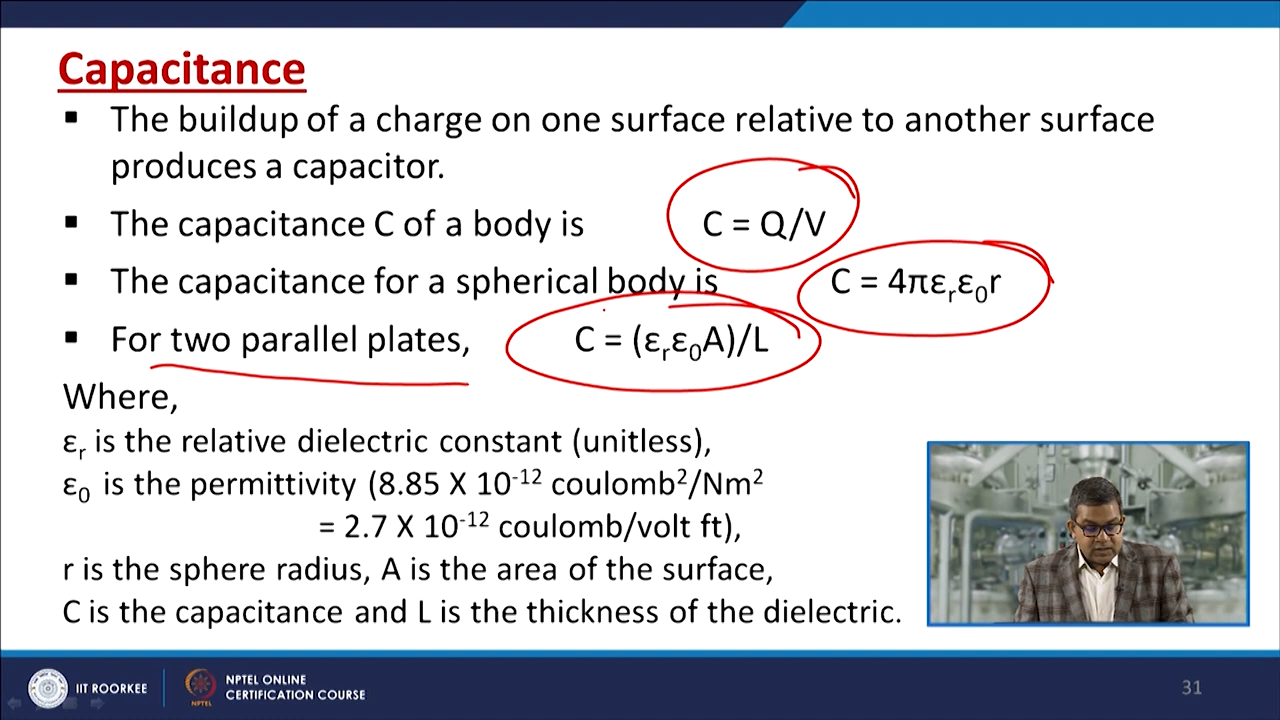 Capacitance
▪ The buildup of a charge on one surface relative to another surface
produces a capacitor.
▪ The capacitance C of a body is C = Q/V
▪ The capacitance for a spherical body is C = 4πεᵣε₀r
▪ For two parallel plates, C = (εᵣε₀A)/L
Where,
εᵣ is the relative dielectric constant (unitless),
ε₀ is the permittivity (8.85 X 10⁻¹² coulomb²/Nm²
= 2.7 X 10⁻¹² coulomb/volt ft),
r is the sphere radius, A is the area of the surface,
C is the capacitance and L is the thickness of the dielectric.
IIT ROORKEE
NPTEL
NPTEL ONLINE
CERTIFICATION COURSE
31